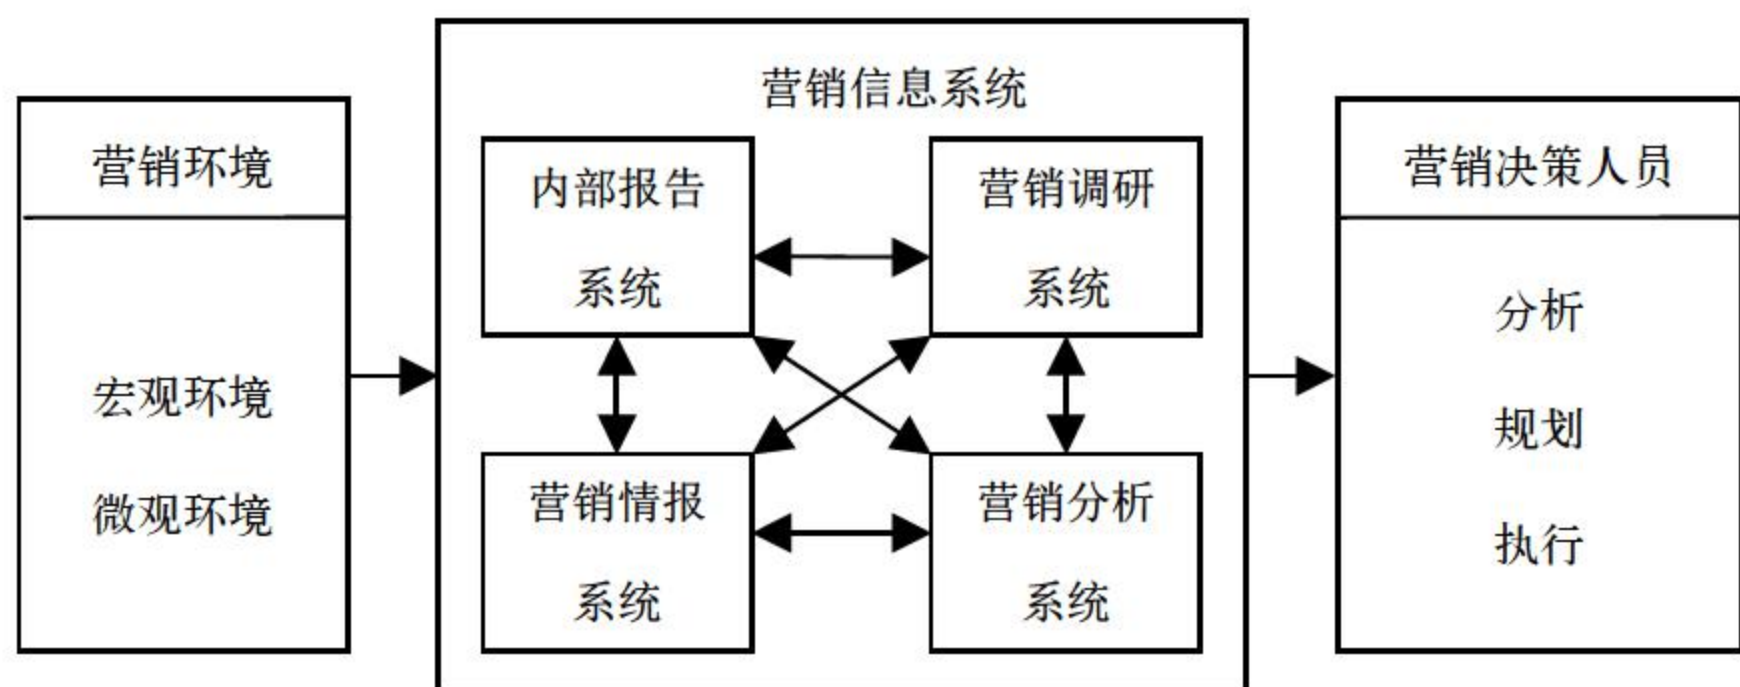 营销信息系统
营销环境
宏观环境
微观环境
内部报告
系统
营销调研
系统
营销情报
系统
营销分析
系统
营销决策人员
分析
规划
执行